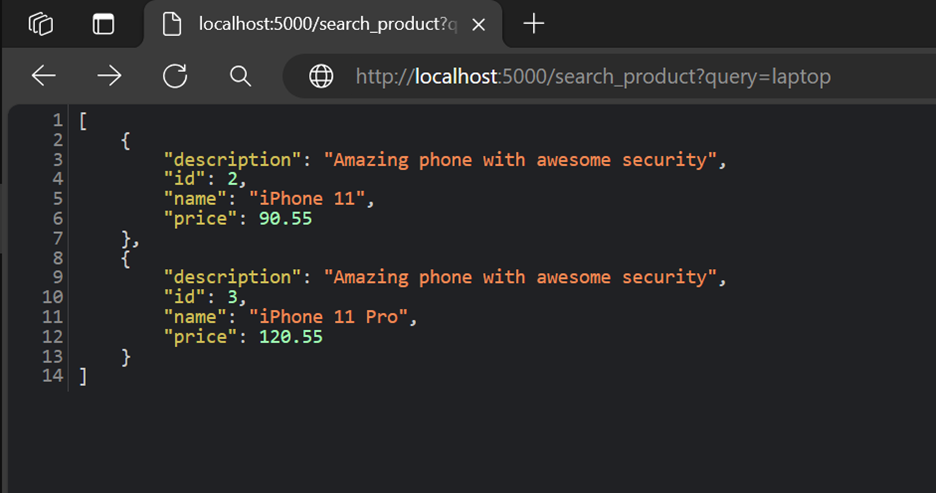 localhost:5000/search_product?q
http://localhost:5000/search_product?query=laptop
1 [
2 {
3 "description": "Amazing phone with awesome security",
4 "id": 2,
5 "name": "iPhone 11",
6 "price": 90.55
7 },
8 {
9 "description": "Amazing phone with awesome security",
10 "id": 3,
11 "name": "iPhone 11 Pro",
12 "price": 120.55
13 }
14 ]